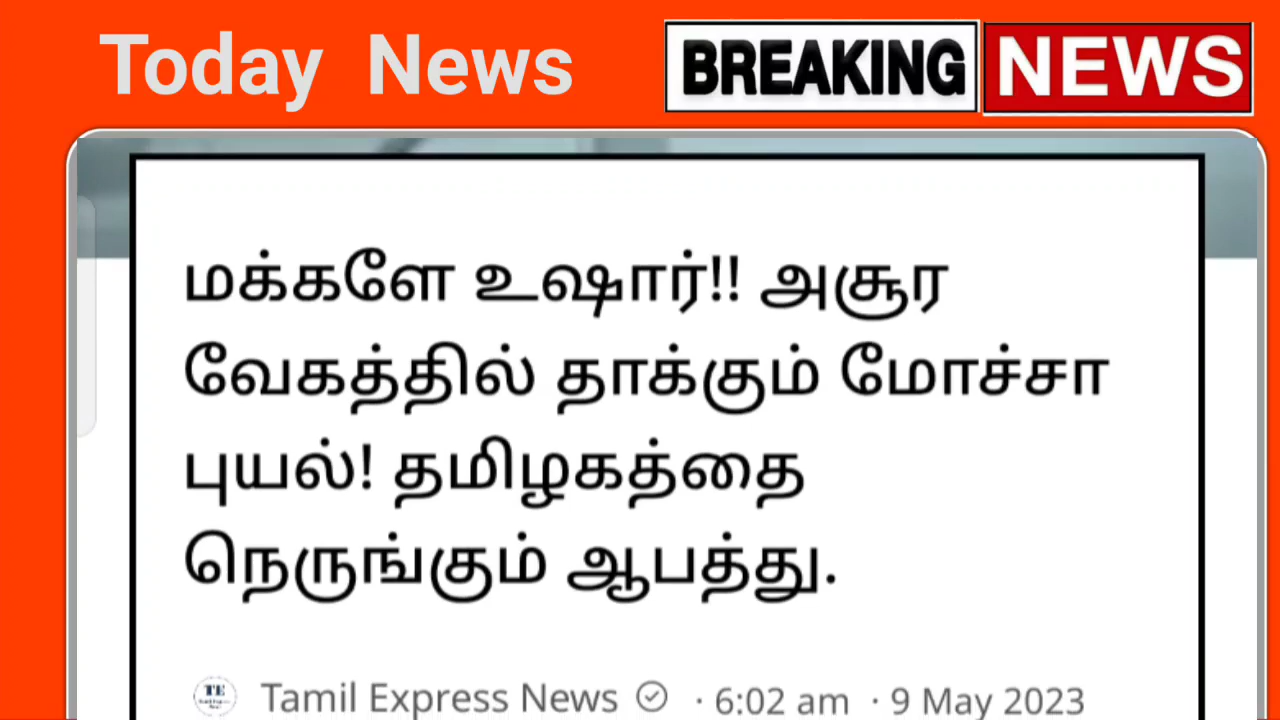 Today News
BREAKING NEWS
மக்களே உஷார்!! அசூர
வேகத்தில் தாக்கும் மோச்சா
புயல்! தமிழகத்தை
நெருங்கும் ஆபத்து.
TE
Tamil Express News · 6:02 am · 9 May 2023